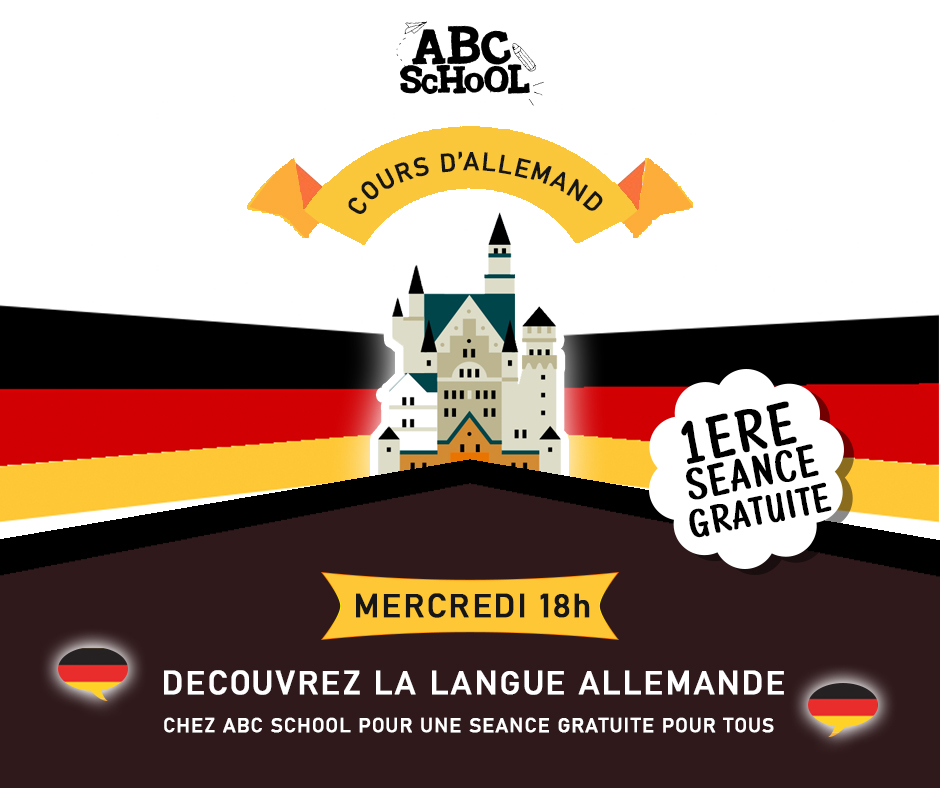 ABC
SCHOOL
COURS D'ALLEMAND
1ERE
SEANCE
GRATUITE
MERCREDI 18h
DECOUVREZ LA LANGUE ALLEMANDE
CHEZ ABC SCHOOL POUR UNE SEANCE GRATUITE POUR TOUS